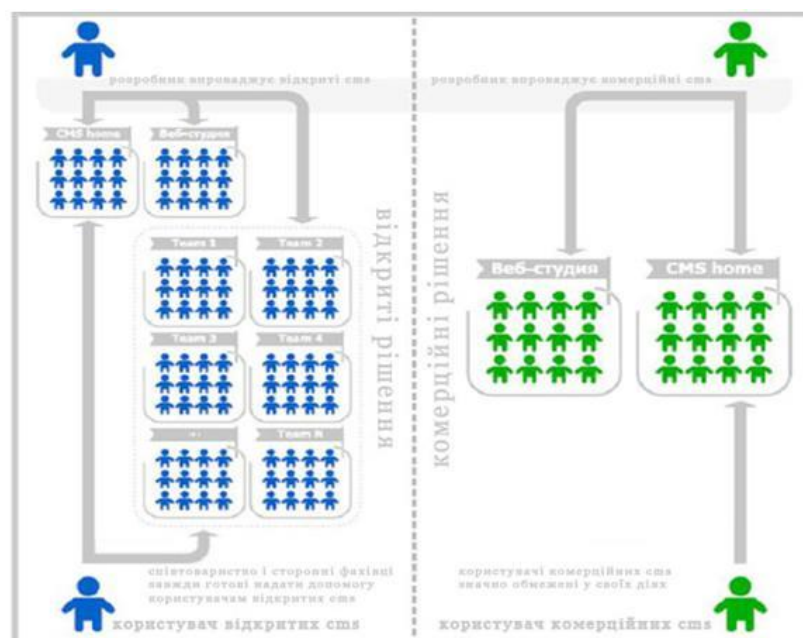 розробник впроваджує відкриті cms
розробник впроваджує комерційні cms
CMS home
Веб-студия
Team 1
Team 2
Team 3
Team 4
Team N
відкриті рішення
комерційні рішення
Веб-студия
CMS home
співтовариство і сторонні фахівці
завжди готові надати допомогу
користувачам відкритих cms
користувач відкритих cms
користувачі комерційних cms
значно обмежені у своїх діях
користувач комерційних cms